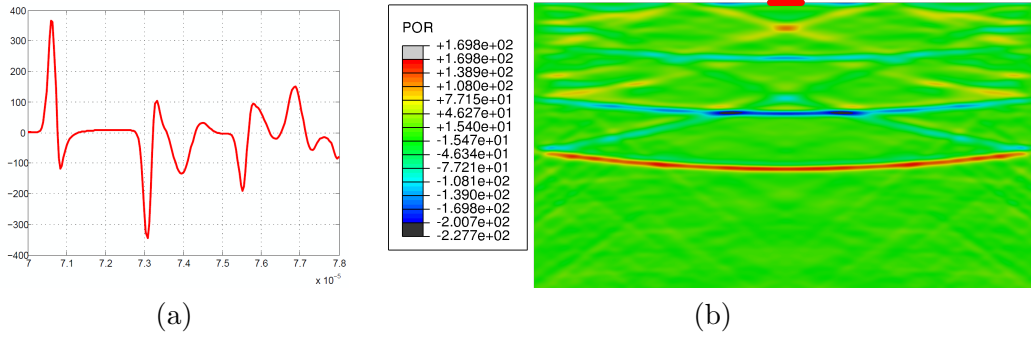 400
300
200
100
0
−100
−200
−300
−400
7
7.1
7.2
7.3
7.4
7.5
7.6
7.7
7.8
x 10⁻⁵
POR
+1.698e+02
+1.698e+02
+1.389e+02
+1.080e+02
+7.715e+01
+4.627e+01
+1.540e+01
-1.547e+01
-4.634e+01
-7.721e+01
-1.081e+02
-1.390e+02
-1.698e+02
-2.007e+02
-2.277e+02
(a)
(b)